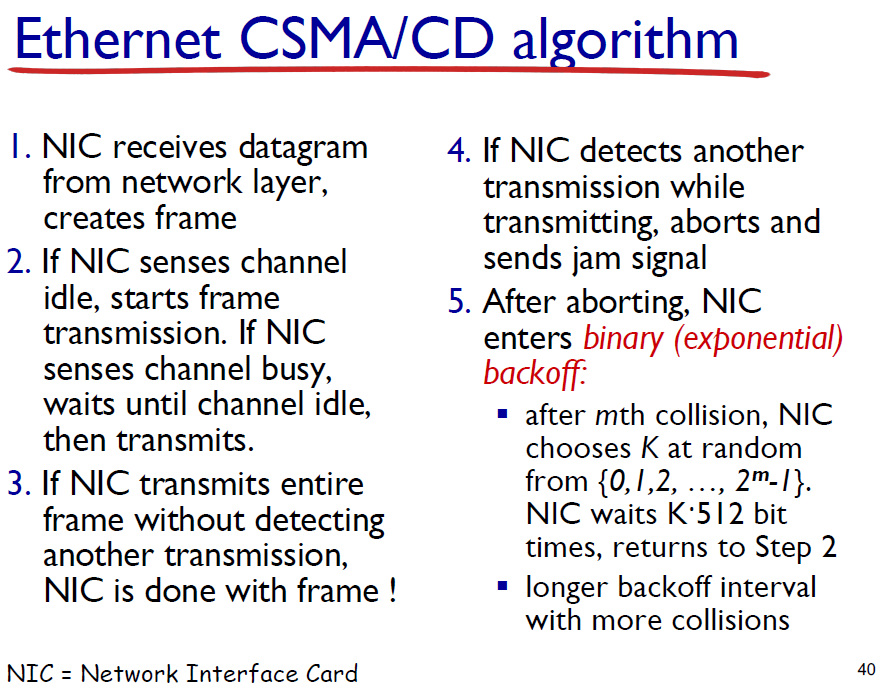 Ethernet CSMA/CD algorithm
1. NIC receives datagram
from network layer,
creates frame
2. If NIC senses channel
idle, starts frame
transmission. If NIC
senses channel busy,
waits until channel idle,
then transmits.
3. If NIC transmits entire
frame without detecting
another transmission,
NIC is done with frame !
4. If NIC detects another
transmission while
transmitting, aborts and
sends jam signal
5. After aborting, NIC
enters binary (exponential)
backoff:
▪ after mth collision, NIC
chooses K at random
from {0,1,2, …, 2ᵐ-1}.
NIC waits K·512 bit
times, returns to Step 2
▪ longer backoff interval
with more collisions
NIC = Network Interface Card
40